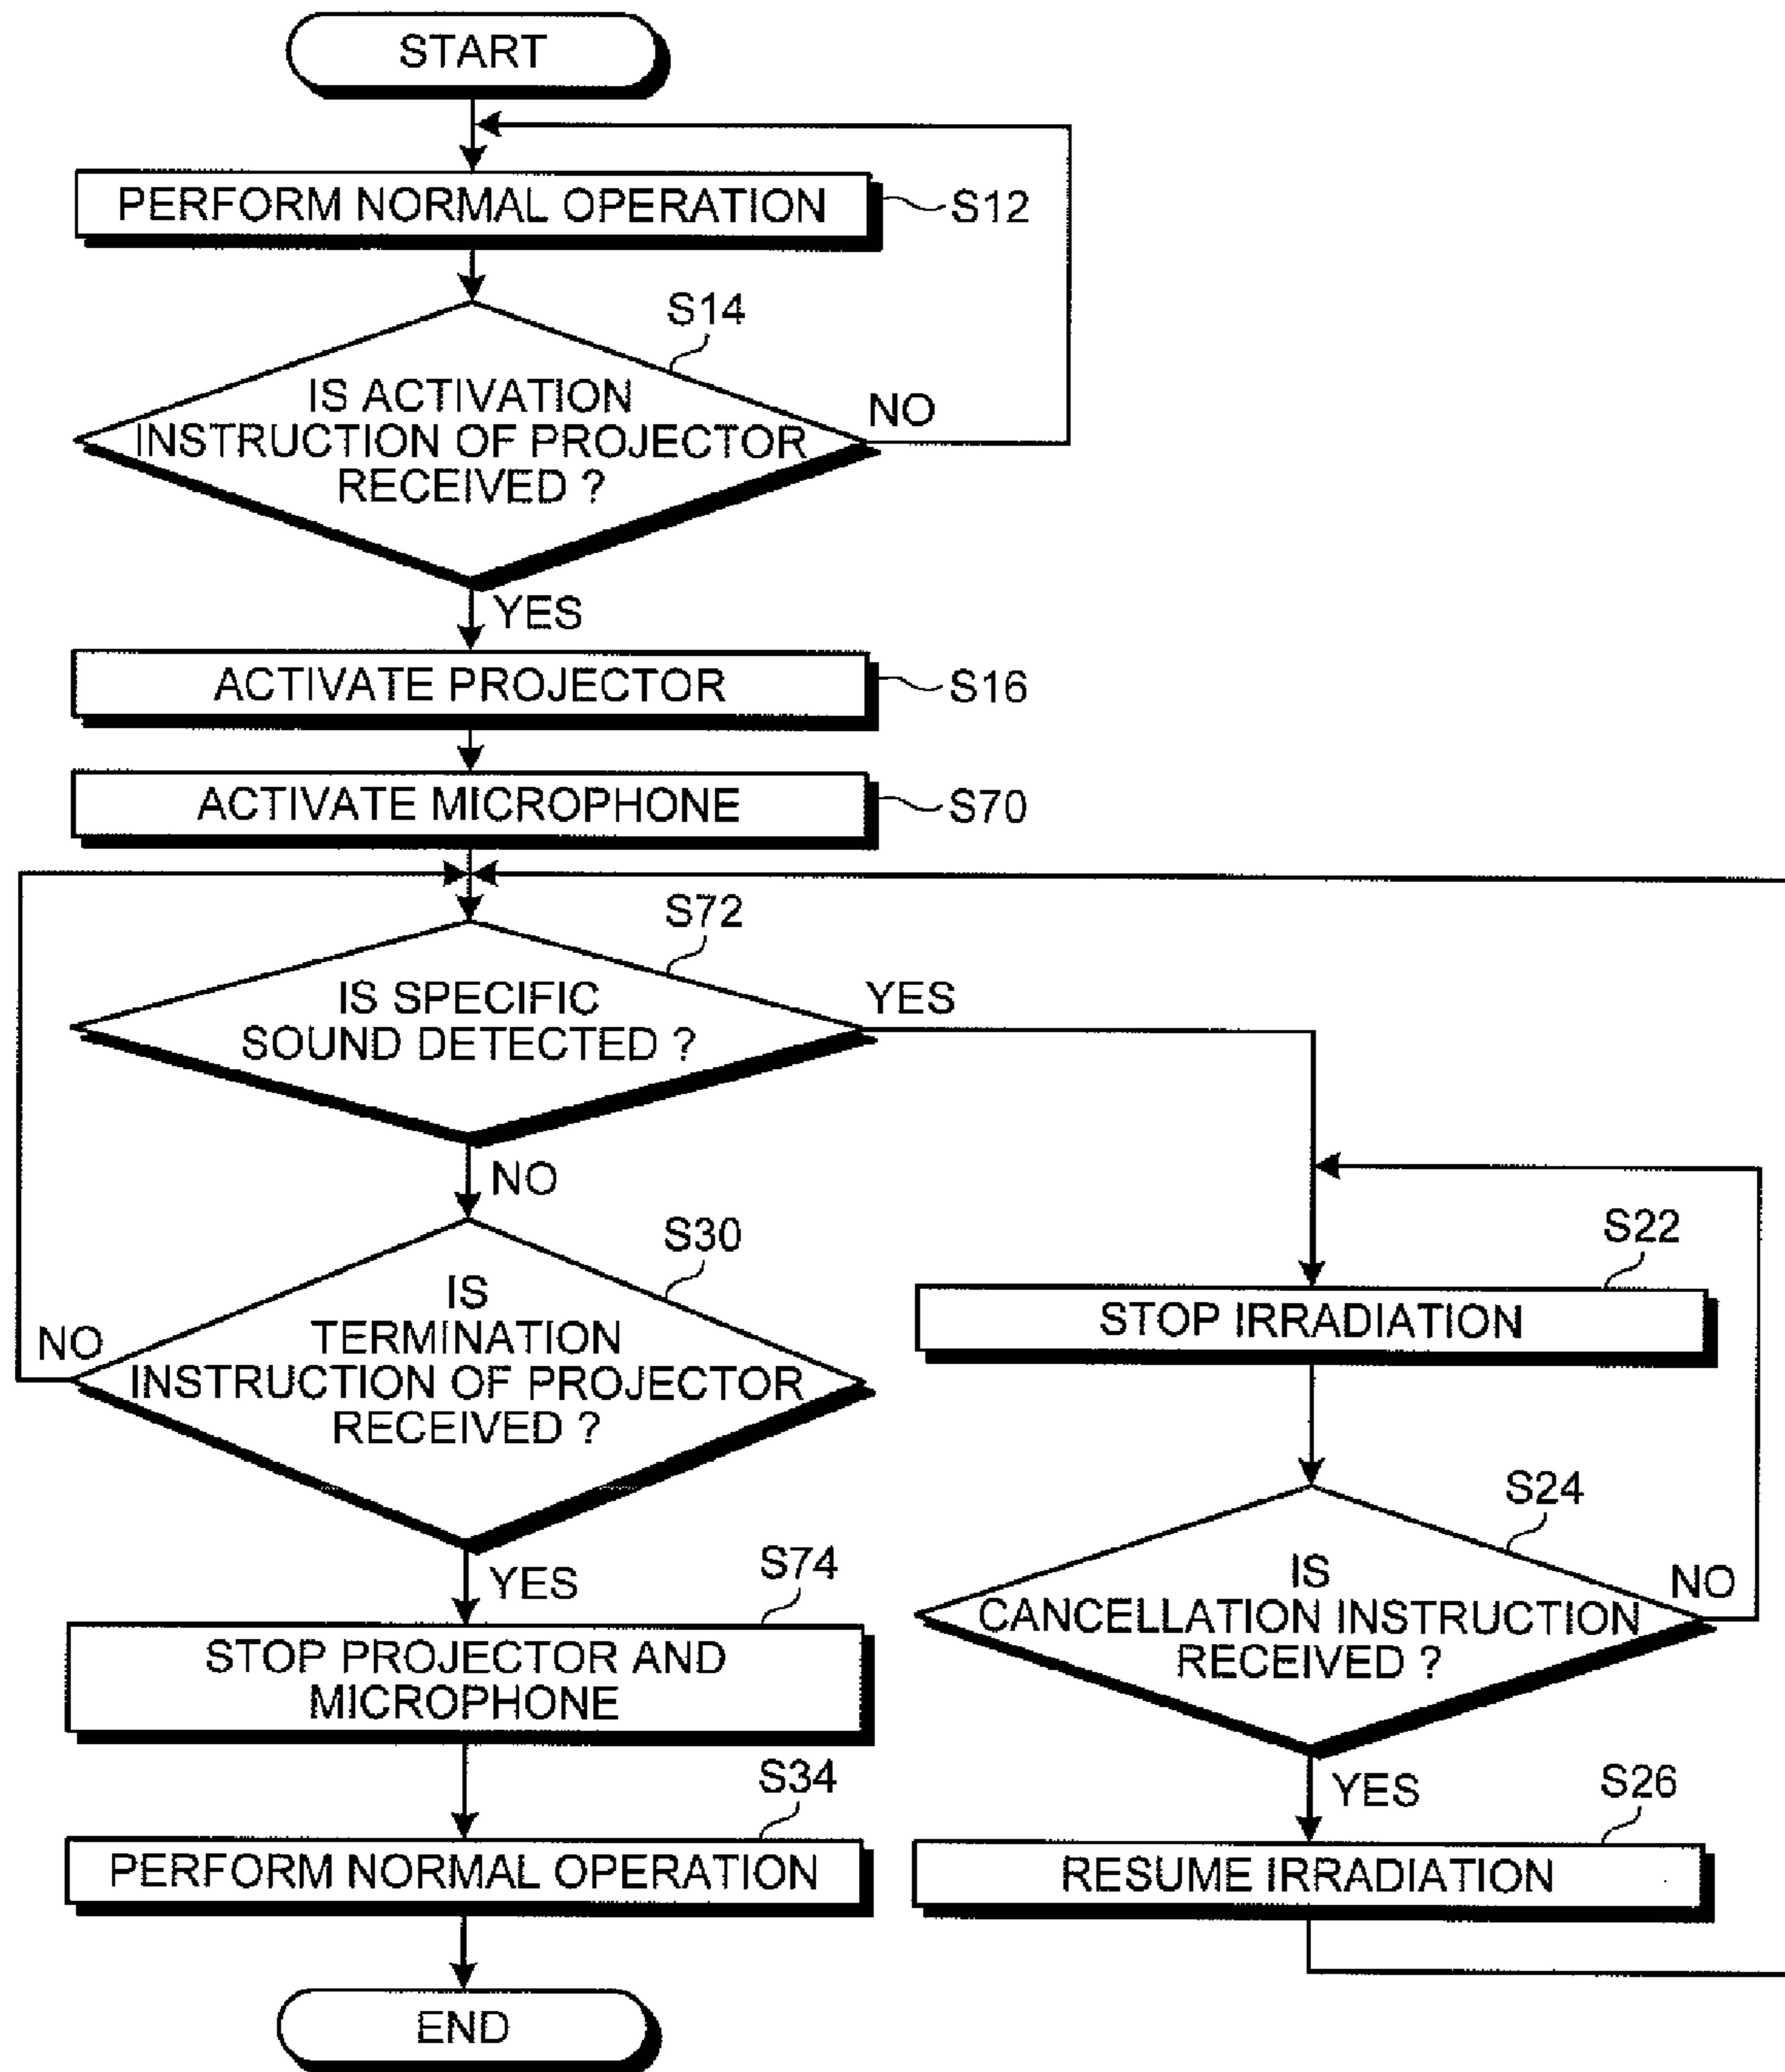 START
PERFORM NORMAL OPERATION
S12
S14
IS ACTIVATION
INSTRUCTION OF PROJECTOR
RECEIVED ?
NO
YES
ACTIVATE PROJECTOR
S16
ACTIVATE MICROPHONE
S70
S72
IS SPECIFIC
SOUND DETECTED ?
YES
NO
S30
IS
TERMINATION
INSTRUCTION OF PROJECTOR
RECEIVED ?
NO
YES
S22
STOP IRRADIATION
S24
IS
CANCELLATION INSTRUCTION
RECEIVED ?
NO
YES
S74
STOP PROJECTOR AND
MICROPHONE
S34
PERFORM NORMAL OPERATION
S26
RESUME IRRADIATION
END